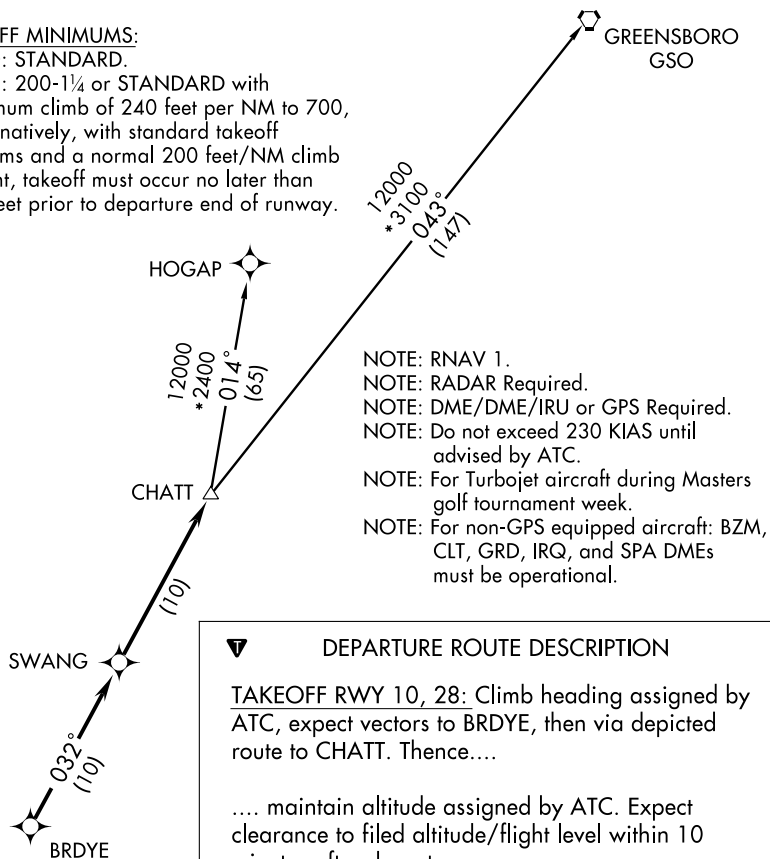 FF MINIMUMS:
: STANDARD.
: 200-1¼ or STANDARD with
num climb of 240 feet per NM to 700,
natively, with standard takeoff
ms and a normal 200 feet/NM climb
nt, takeoff must occur no later than
eet prior to departure end of runway.
GREENSBORO
GSO
12000
*3100
043°
(147)
HOGAP
12000
*2400
014°
(65)
NOTE: RNAV 1.
NOTE: RADAR Required.
NOTE: DME/DME/IRU or GPS Required.
NOTE: Do not exceed 230 KIAS until
advised by ATC.
NOTE: For Turbojet aircraft during Masters
golf tournament week.
NOTE: For non-GPS equipped aircraft: BZM,
CLT, GRD, IRQ, and SPA DMEs
must be operational.
CHATT
(10)
SWANG
032°
(10)
BRDYE
T
DEPARTURE ROUTE DESCRIPTION
TAKEOFF RWY 10, 28: Climb heading assigned by
ATC, expect vectors to BRDYE, then via depicted
route to CHATT. Thence....
.... maintain altitude assigned by ATC. Expect
clearance to filed altitude/flight level within 10